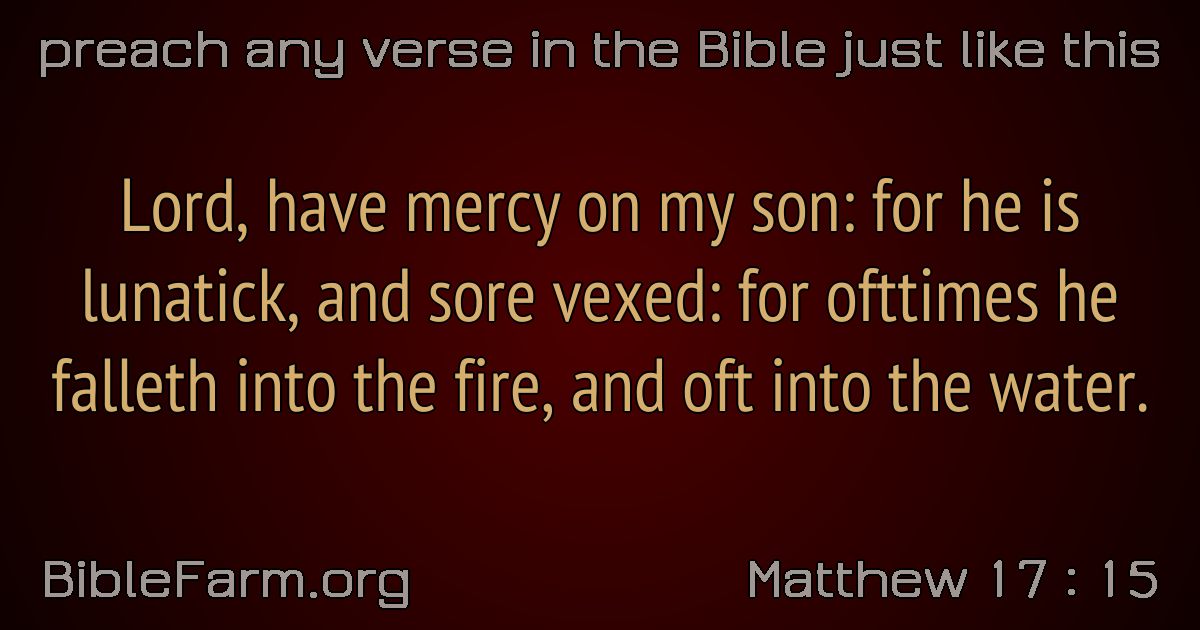 preach any verse in the Bible just like this
Lord, have mercy on my son: for he is
lunatick, and sore vexed: for ofttimes he
falleth into the fire, and oft into the water.
BibleFarm.org
Matthew 17 : 15